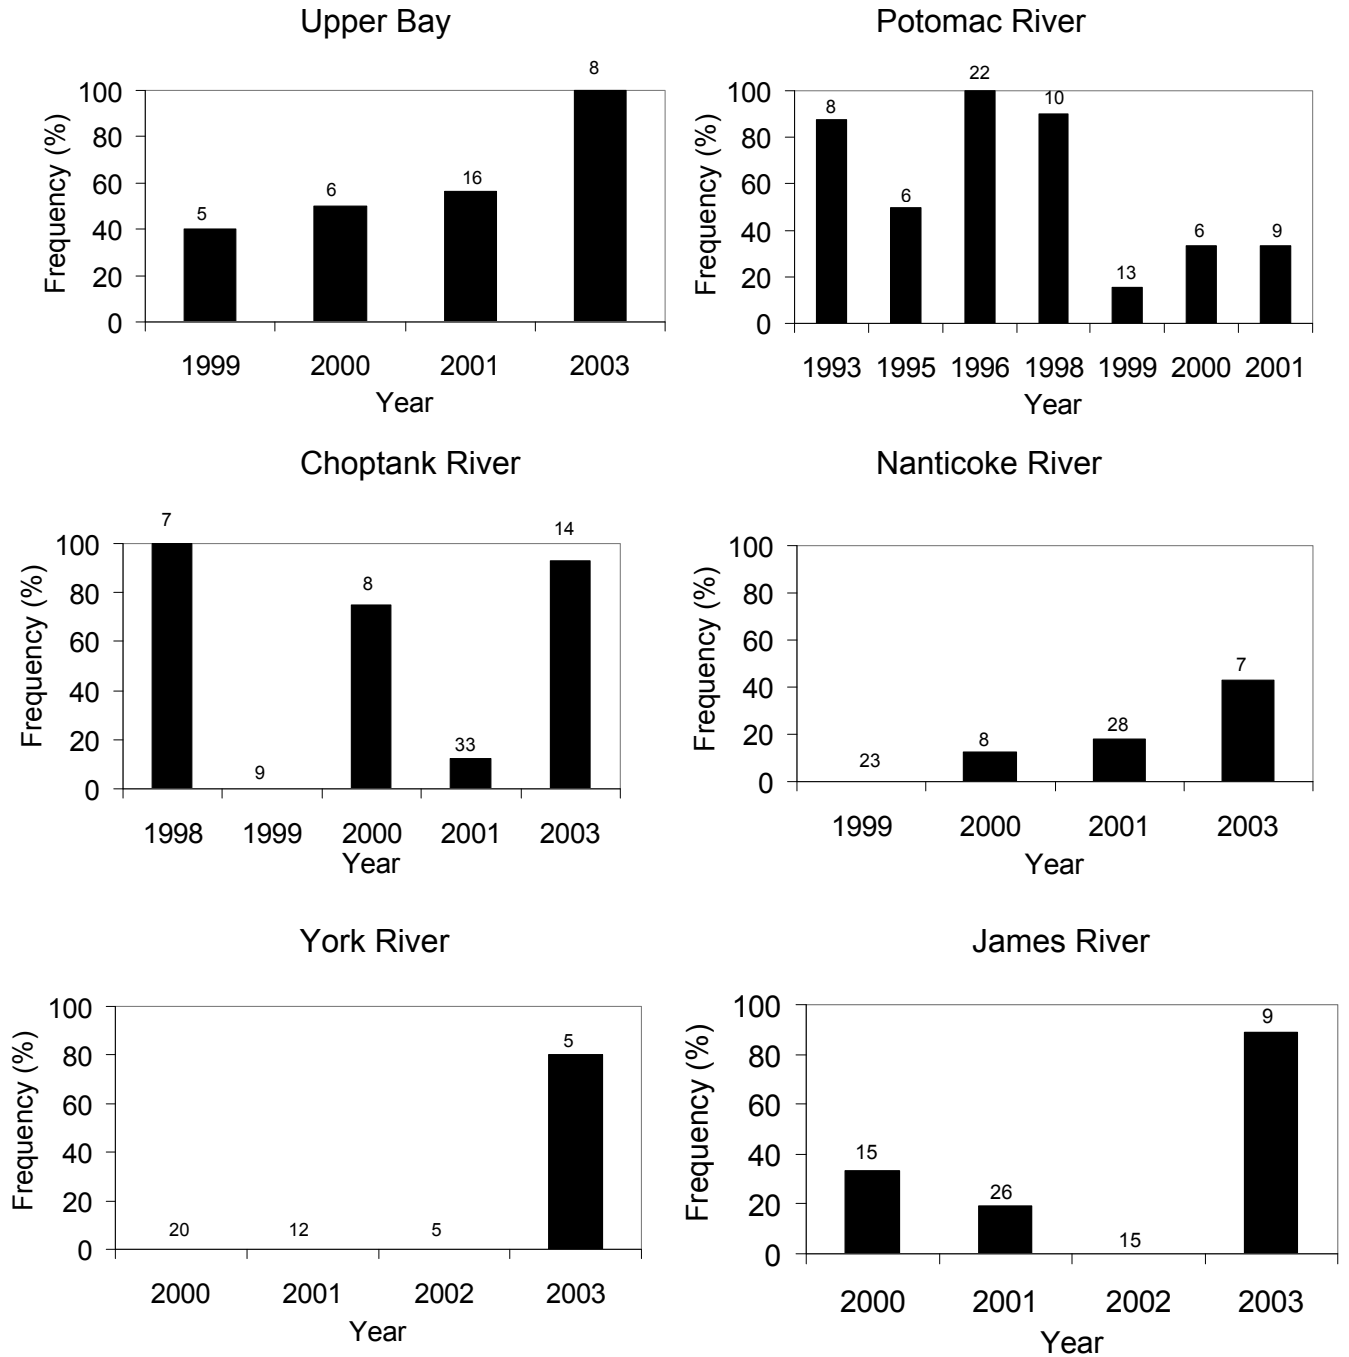 Upper Bay
Frequency (%)
100
80
60
40
20
0
5
6
16
8
1999 2000 2001 2003
Year
Potomac River
Frequency (%)
100
80
60
40
20
0
8
6
22
10
13
6
9
1993 1995 1996 1998 1999 2000 2001
Year
Choptank River
Frequency (%)
100
80
60
40
20
0
7
9
8
33
14
1998 1999 2000 2001 2003
Year
Nanticoke River
Frequency (%)
100
80
60
40
20
0
23
8
28
7
1999 2000 2001 2003
Year
York River
Frequency (%)
100
80
60
40
20
0
20
12
5
5
2000 2001 2002 2003
Year
James River
Frequency (%)
100
80
60
40
20
0
15
26
15
9
2000 2001 2002 2003
Year